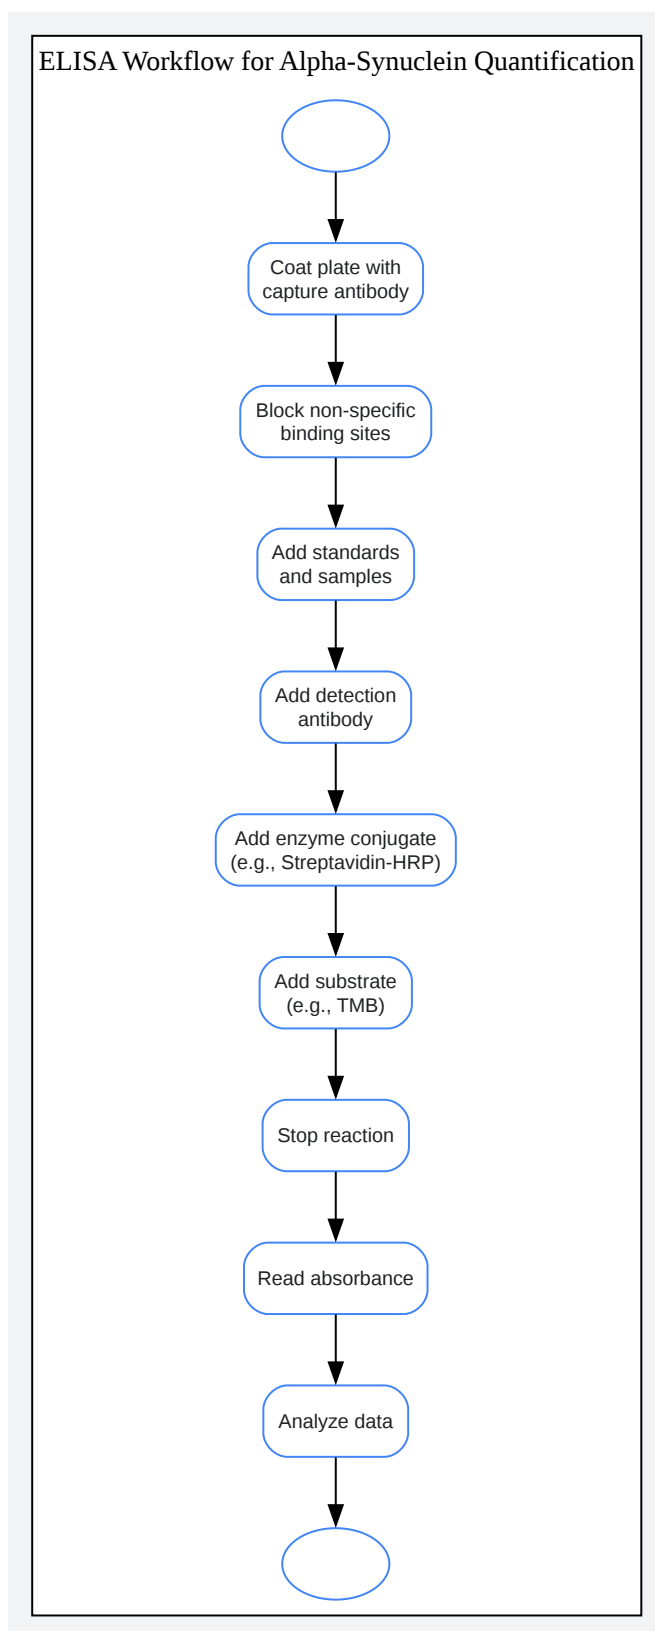 ELISA Workflow for Alpha-Synuclein Quantification
Coat plate with
capture antibody
Block non-specific
binding sites
Add standards
and samples
Add detection
antibody
Add enzyme conjugate
(e.g., Streptavidin-HRP)
Add substrate
(e.g., TMB)
Stop reaction
Read absorbance
Analyze data